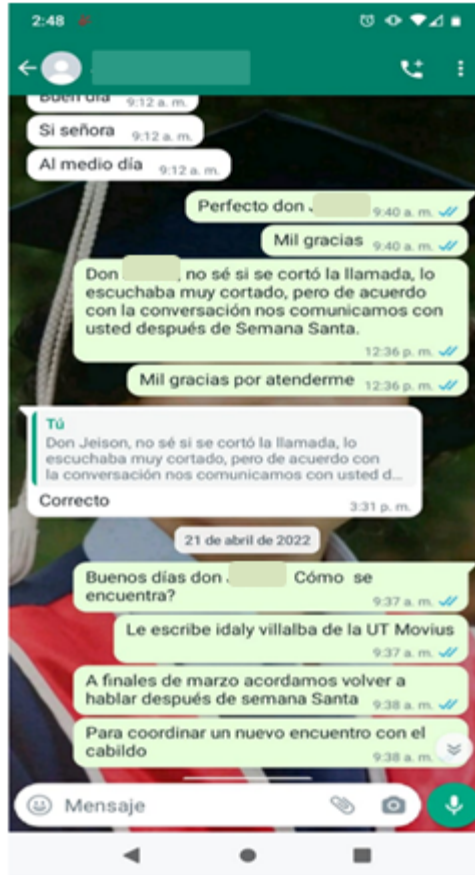 2:48
Buen día 9:12 a. m.
Si señora 9:12 a. m.
Al medio día 9:12 a. m.
Perfecto don 9:40 a. m.
Mil gracias 9:40 a. m.
Don , no sé si se cortó la llamada, lo
escuchaba muy cortado, pero de acuerdo
con la conversación nos comunicamos con
usted después de Semana Santa.
12:36 p. m.
Mil gracias por atenderme 12:36 p. m.
Tú
Don Jeison, no sé si se cortó la llamada, lo
escuchaba muy cortado, pero de acuerdo con
la conversación nos comunicamos con usted d...
Correcto 3:31 p. m.
21 de abril de 2022
Buenos días don Cómo se
encuentra? 9:37 a. m.
Le escribe idaly villalba de la UT Movius
9:37 a. m.
A finales de marzo acordamos volver a
hablar después de semana Santa 9:38 a. m.
Para coordinar un nuevo encuentro con el
cabildo 9:38 a. m.
Mensaje